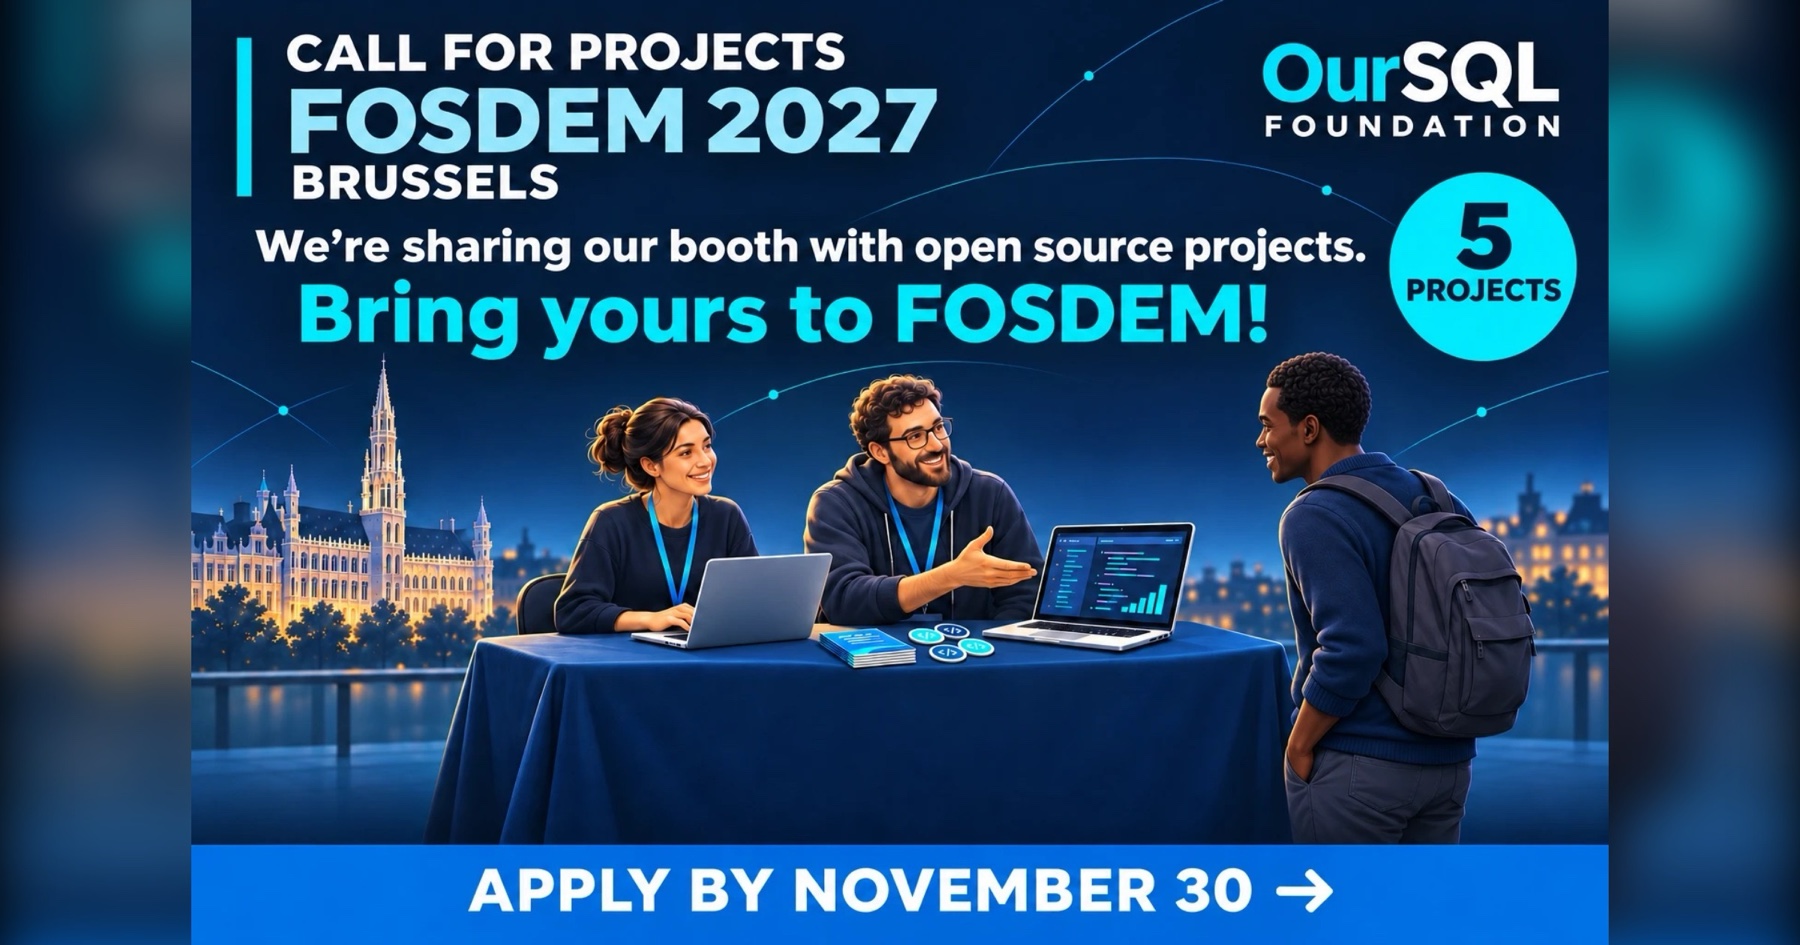 CALL FOR PROJECTS
FOSDEM 2027
BRUSSELS
OurSQL
FOUNDATION
We're sharing our booth with open source projects.
Bring yours to FOSDEM!
5
PROJECTS
APPLY BY NOVEMBER 30 →